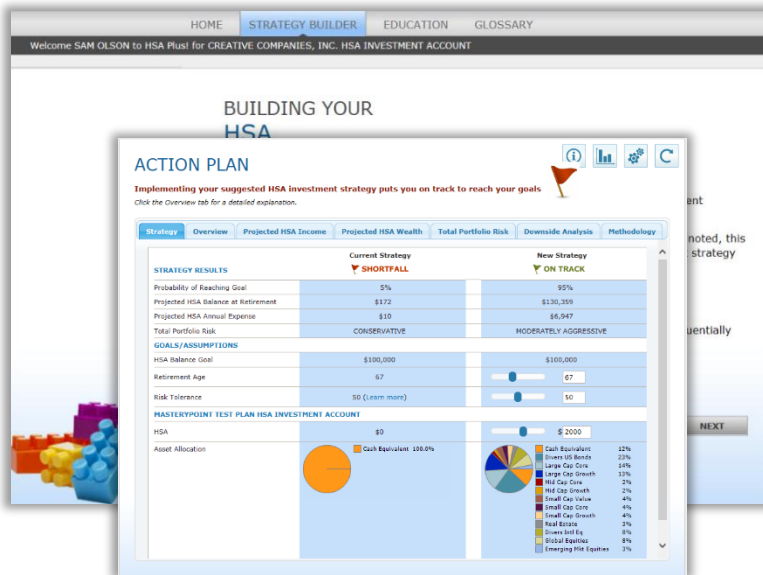 HOME STRATEGY BUILDER EDUCATION GLOSSARY
Welcome SAM OLSON to HSA Plus! for CREATIVE COMPANIES, INC. HSA INVESTMENT ACCOUNT
BUILDING YOUR
HSA
ACTION PLAN
Implementing your suggested HSA investment strategy puts you on track to reach your goals
Click the Overview tab for a detailed explanation.
ent
noted, this
strategy
uentially
NEXT
Strategy Overview Projected HSA Income Projected HSA Wealth Total Portfolio Risk Downside Analysis Methodology
Current Strategy New Strategy
STRATEGY RESULTS SHORTFALL ON TRACK
Probability of Reaching Goal 5% 95%
Projected HSA Balance at Retirement $172 $130,359
Projected HSA Annual Expense $10 $6,947
Total Portfolio Risk CONSERVATIVE MODERATELY AGGRESSIVE
GOALS/ASSUMPTIONS
HSA Balance Goal $100,000 $100,000
Retirement Age 67 67
Risk Tolerance 50 (Learn more) 50
MASTERYPOINT TEST PLAN HSA INVESTMENT ACCOUNT
HSA $0 $ 2000
Asset Allocation
Cash Equivalent 100.0%
Cash Equivalent 12%
Divers US Bonds 23%
Large Cap Core 14%
Large Cap Growth 13%
Mid Cap Core 2%
Mid Cap Growth 2%
Small Cap Value 4%
Small Cap Core 4%
Small Cap Growth 4%
Real Estate 3%
Divers Intl Eq 8%
Global Equities 8%
Emerging Mkt Equities 3%